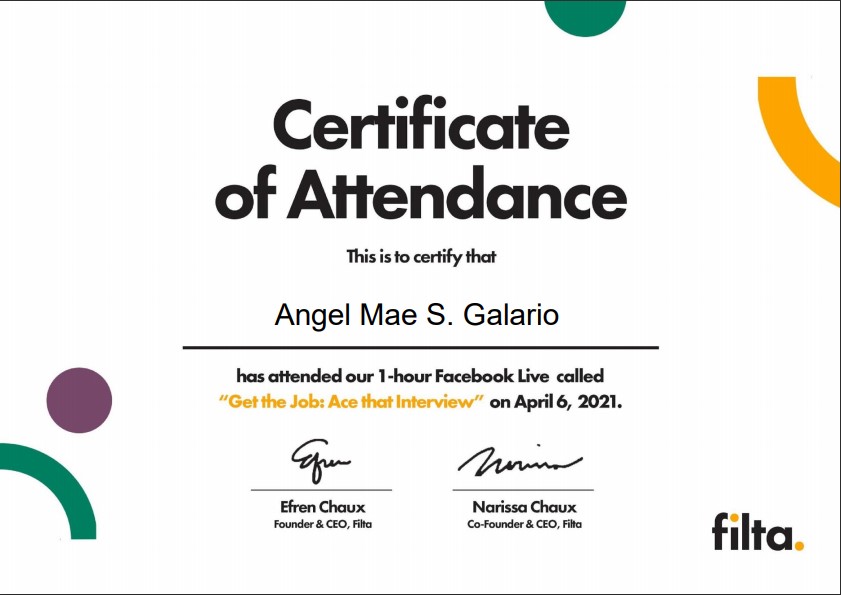 Certificate
of Attendance
This is to certify that
Angel Mae S. Galario
has attended our 1-hour Facebook Live called
“Get the Job: Ace that Interview” on April 6, 2021.
Efren
Narissa
Efren Chaux
Narissa Chaux
Founder & CEO, Filta
Co-Founder & CEO, Filta
filta.